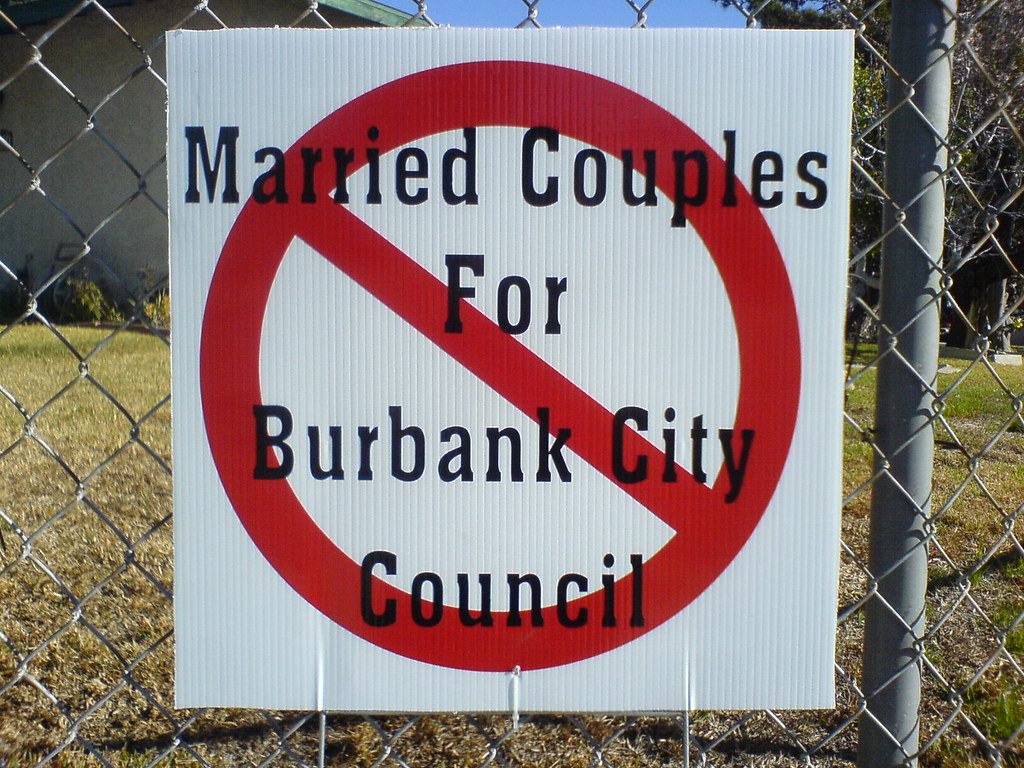 Married Couples
For
Burbank City
Council